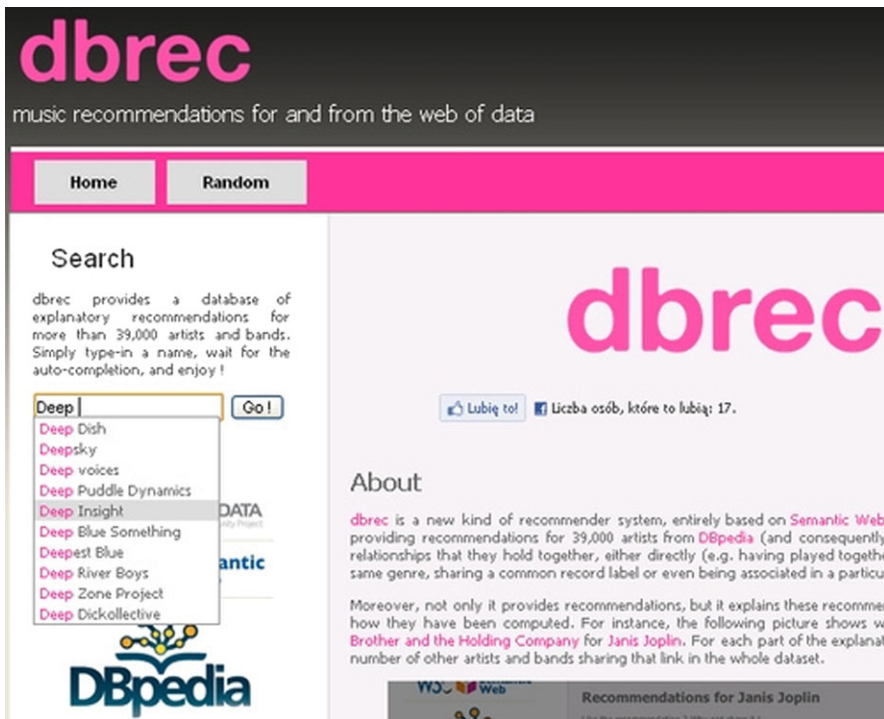 dbrec
music recommendations for and from the web of data
Home
Random
Search
dbrec provides a database of
explanatory recommendations for
more than 39,000 artists and bands.
Simply type-in a name, wait for the
auto-completion, and enjoy !
Deep
Go !
Deep Dish
Deepsky
Deep voices
Deep Puddle Dynamics
Deep Insight
Deep Blue Something
Deepest Blue
Deep River Boys
Deep Zone Project
Deep Dickollective
DATA
ity Project
antic
DBpedia
dbrec
Lubię to!
Liczba osób, które to lubią: 17.
About
dbrec is a new kind of recommender system, entirely based on Semantic Web
providing recommendations for 39,000 artists from DBpedia (and consequently
relationships that they hold together, either directly (e.g. having played togethe
same genre, sharing a common record label or even being associated in a particu
Moreover, not only it provides recommendations, but it explains these recomme
how they have been computed. For instance, the following picture shows w
Brother and the Holding Company for Janis Joplin. For each part of the explanat
number of other artists and bands sharing that link in the whole dataset.
W3C
Web
Recommendations for Janis Joplin